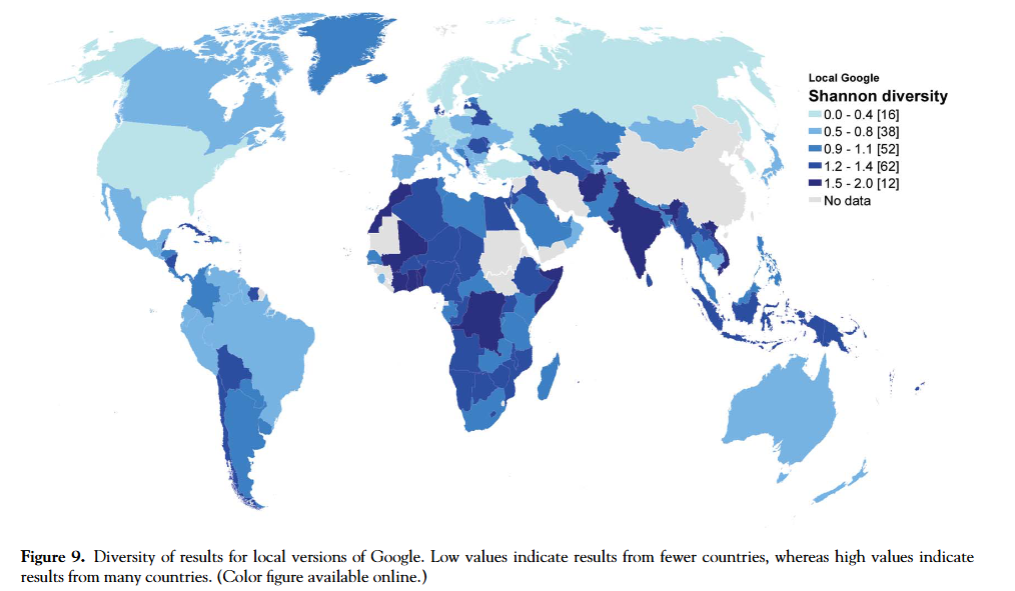 Local Google
Shannon diversity
0.0 - 0.4 [16]
0.5 - 0.8 [38]
0.9 - 1.1 [52]
1.2 - 1.4 [62]
1.5 - 2.0 [12]
No data
Figure 9. Diversity of results for local versions of Google. Low values indicate results from fewer countries, whereas high values indicate
results from many countries. (Color figure available online.)